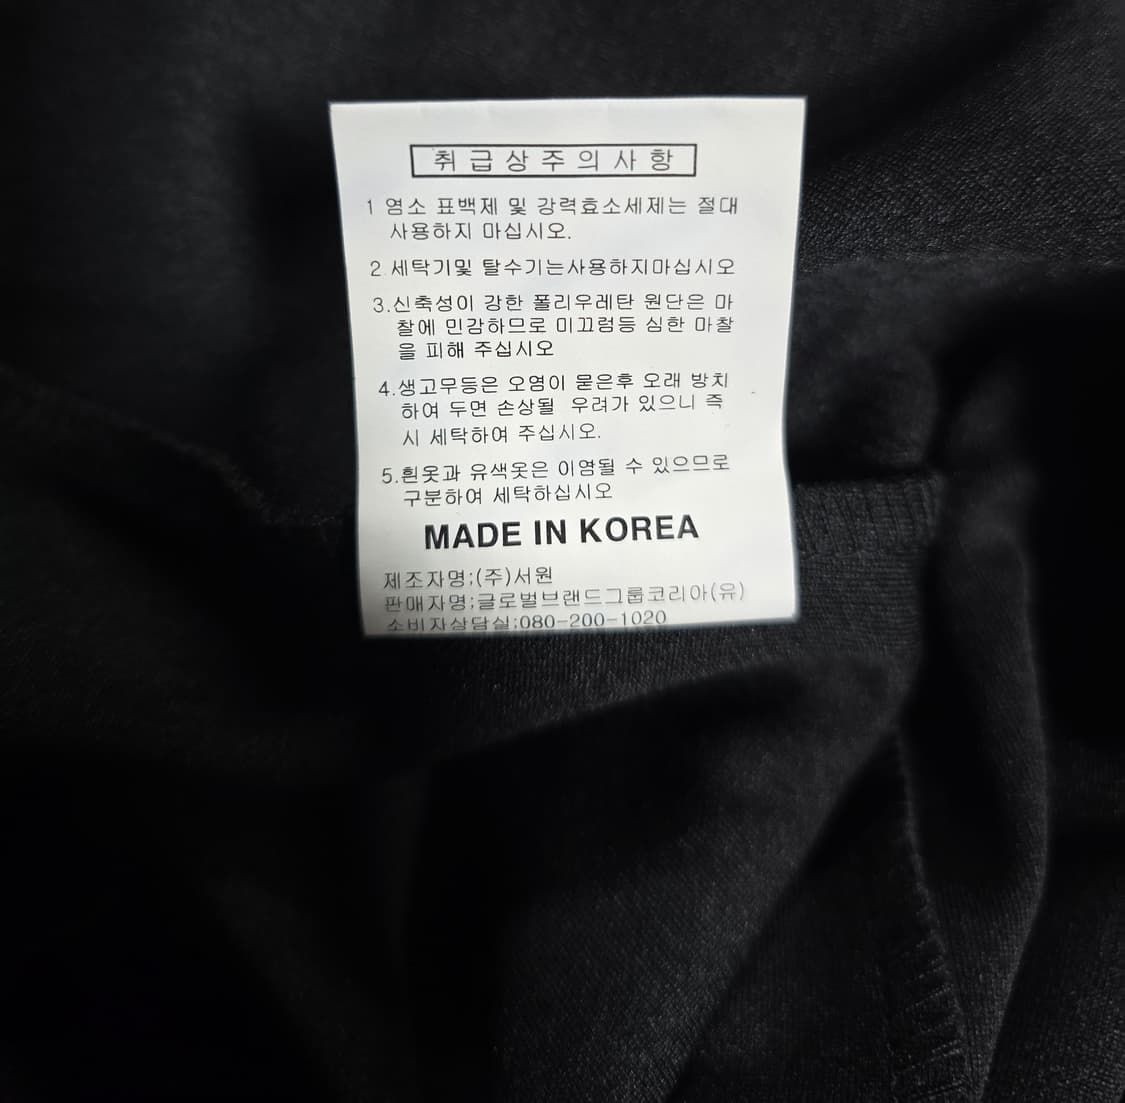 취급상주의사항
1 염소 표백제 및 강력효소세제는 절대
사용하지 마십시오.
2.세탁기및 탈수기는사용하지마십시오
3.신축성이 강한 폴리우레탄 원단은 마
찰에 민감하므로 미끄럼등 심한 마찰
을 피해 주십시오
4.생고무등은 오염이 묻은후 오래 방치
하여 두면 손상될 우려가 있으니 즉
시 세탁하여 주십시오.
5.흰옷과 유색옷은 이염될 수 있으므로
구분하여 세탁하십시오
MADE IN KOREA
제조자명;(주)서원
판매자명;글로벌브랜드그룹코리아(유)
소비자상담실;080-200-1020